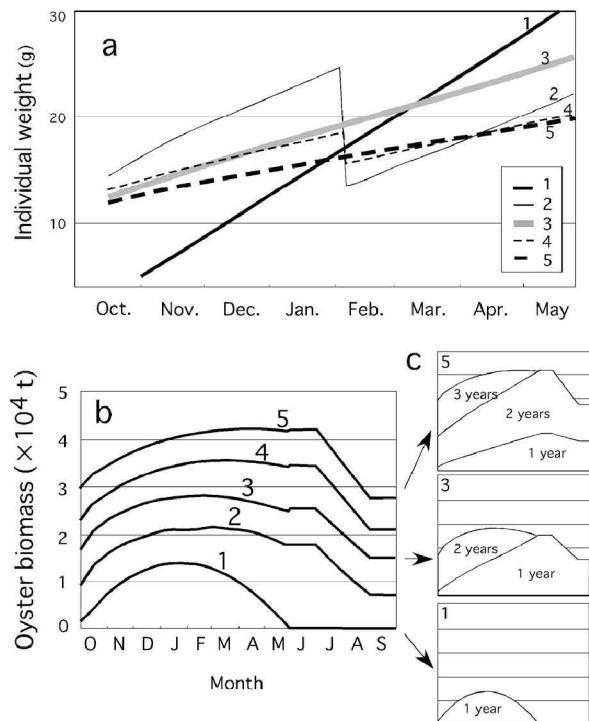 a
Individual weight (g)
30
20
10
1
3
2
4
5
1
2
3
4
5
Oct. Nov. Dec. Jan. Feb. Mar. Apr. May
b
Oyster biomass (×10⁴ t)
5
4
3
2
1
0
5
4
3
2
1
O N D J F M A M J J A S
Month
c
5
3 years
2 years
1 year
3
2 years
1 year
1
1 year